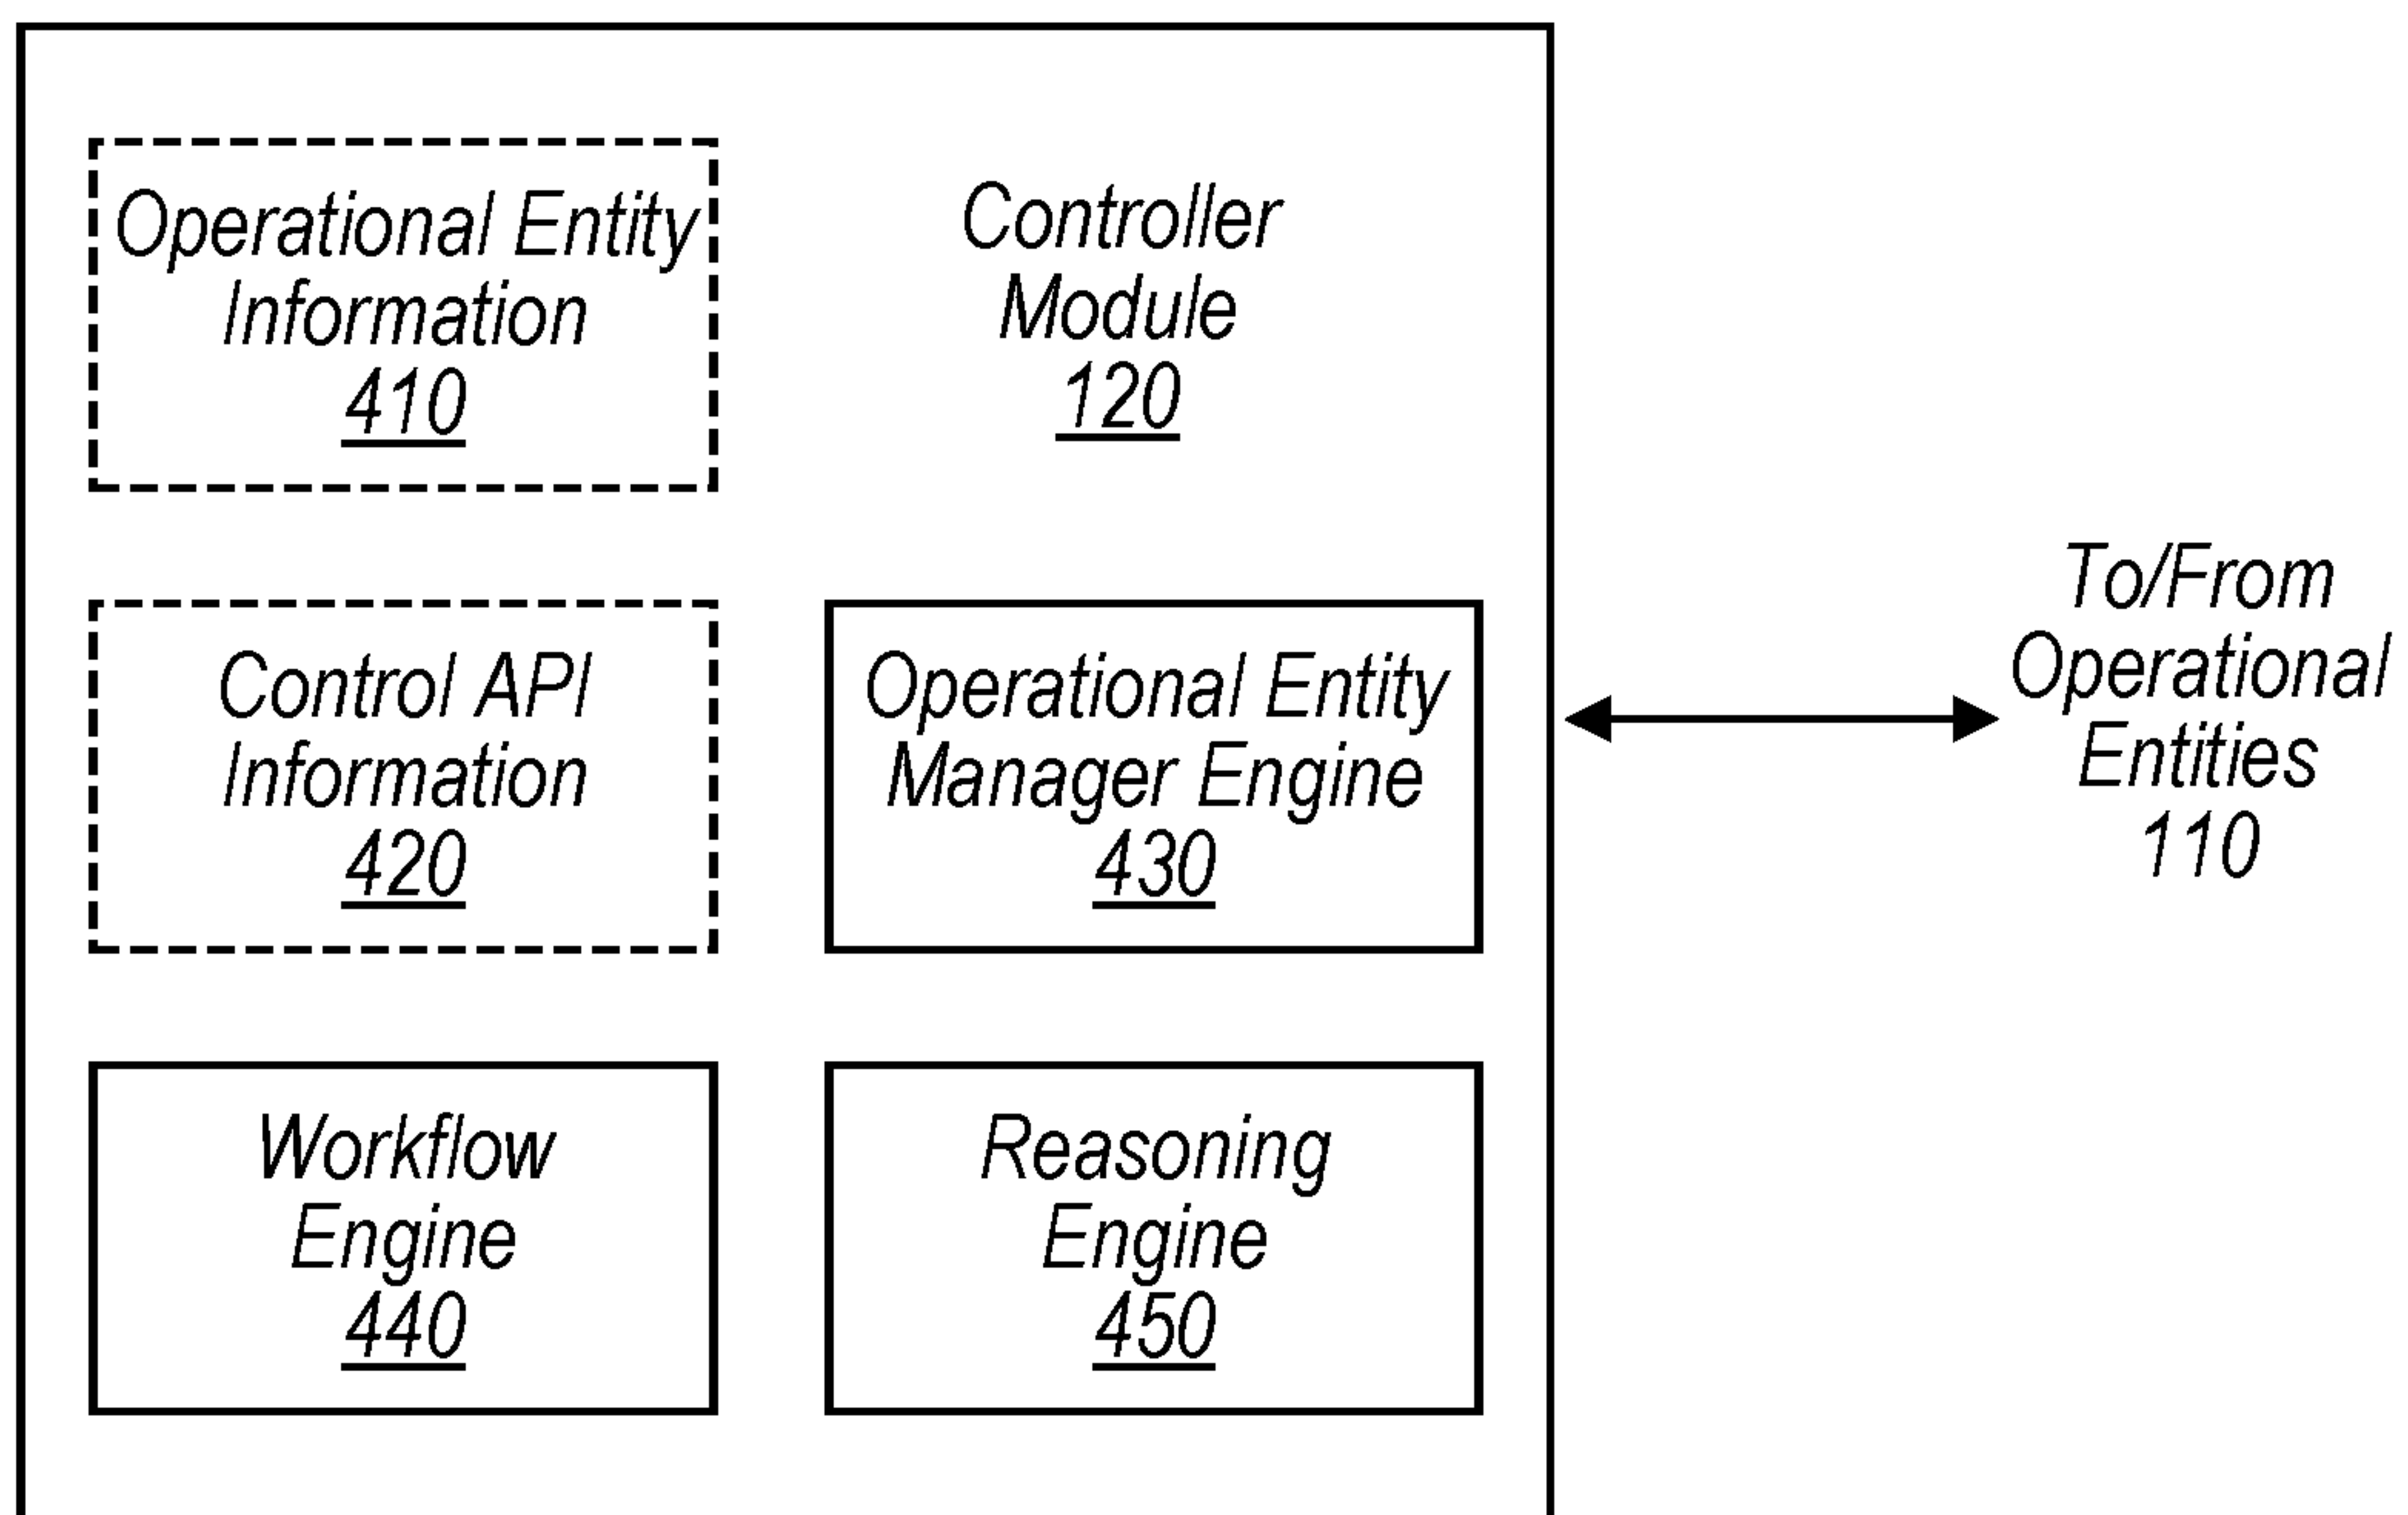 Operational Entity
Information
410
Controller
Module
120
Control API
Information
420
Operational Entity
Manager Engine
430
To/From
Operational
Entities
110
Workflow
Engine
440
Reasoning
Engine
450